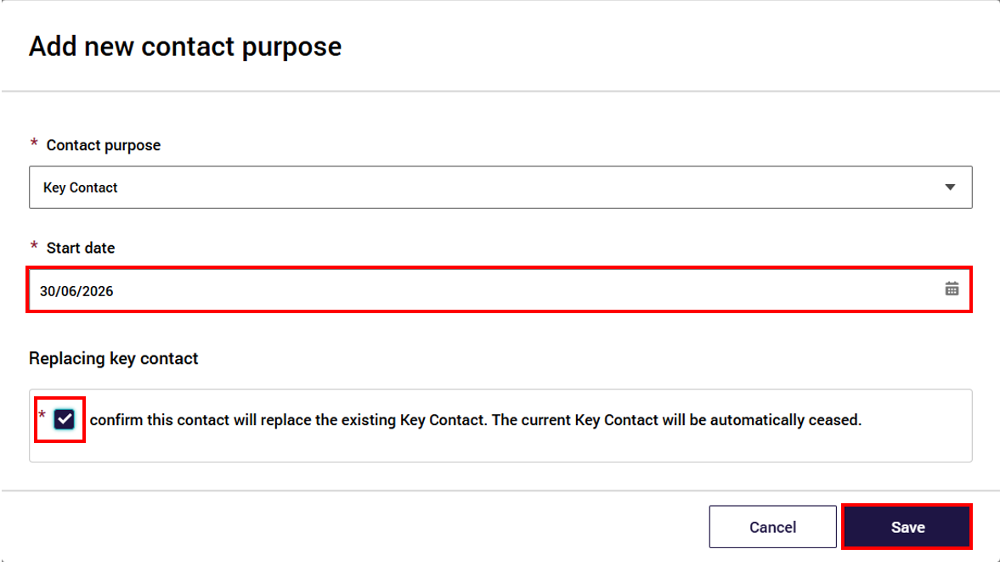 Add new contact purpose
* Contact purpose
Key Contact
* Start date
30/06/2026
Replacing key contact
* confirm this contact will replace the existing Key Contact. The current Key Contact will be automatically ceased.
Cancel
Save